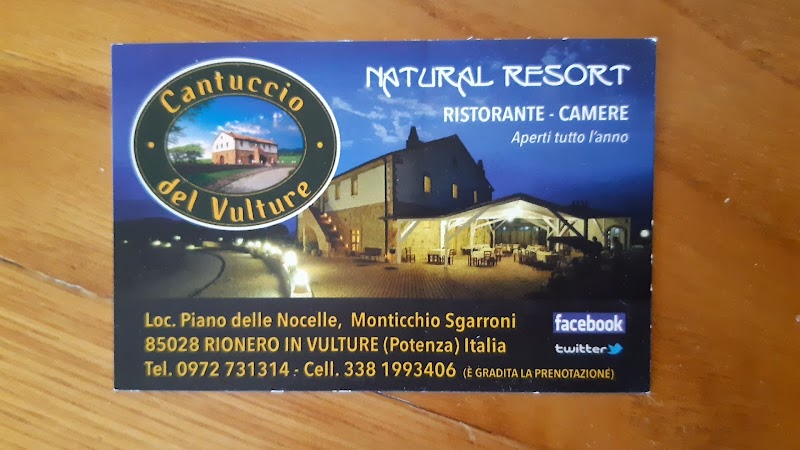 Cantuccio
del Vulture
NATURAL RESORT
RISTORANTE - CAMERE
Aperti tutto l'anno
Loc. Piano delle Nocelle, Monticchio Sgarroni
85028 RIONERO IN VULTURE (Potenza) Italia
Tel. 0972 731314 - Cell. 338 1993406 (È GRADITA LA PRENOTAZIONE)
facebook
twitter